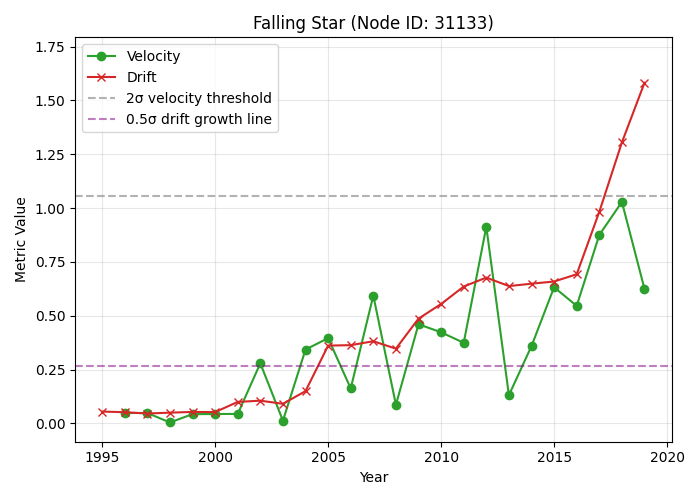 Falling Star (Node ID: 31133)
Velocity
Drift
2σ velocity threshold
0.5σ drift growth line
Metric Value
1.75
1.50
1.25
1.00
0.75
0.50
0.25
0.00
1995 2000 2005 2010 2015 2020
Year